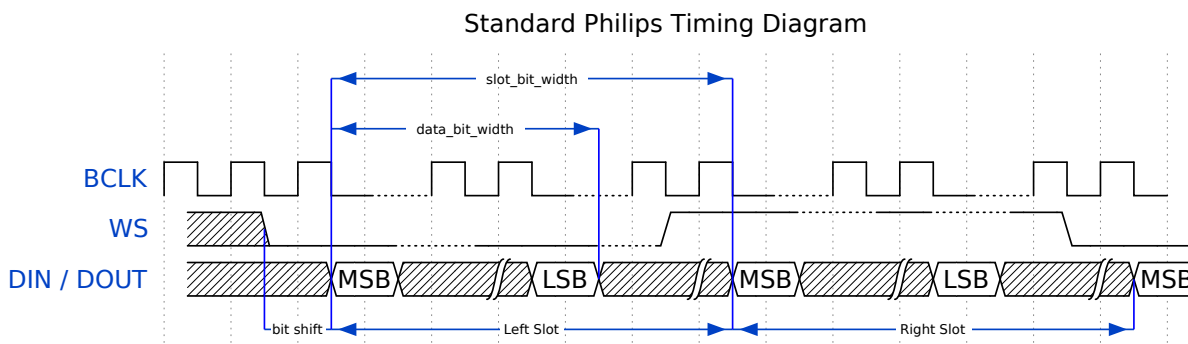 Standard Philips Timing Diagram
slot_bit_width
data_bit_width
BCLK
WS
DIN / DOUT
MSB
LSB
MSB
LSB
MSB
bit shift
Left Slot
Right Slot